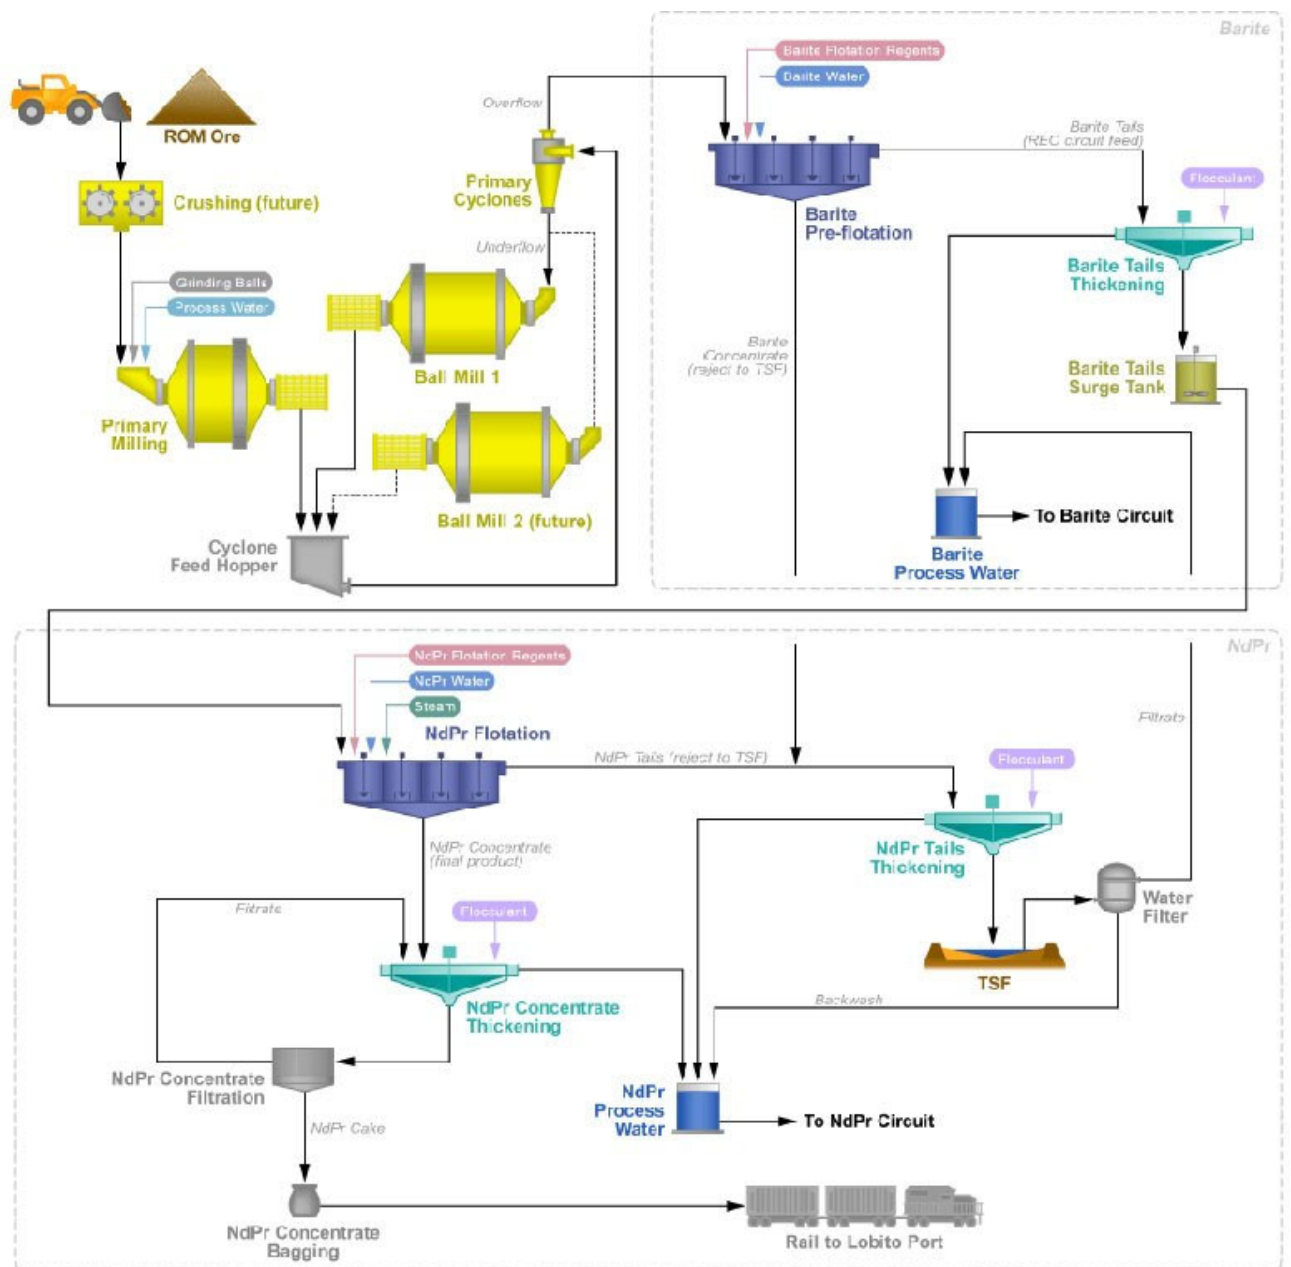 Barite
Barite Flotation Regents
Barite Water
Overflow
ROM Ore
Barite Tails
(REC circuit feed)
Primary
Cyclones
Flocculant
Crushing (future)
Barite
Pre-flotation
Underflow
Grinding Balls
Process Water
Barite Tails
Thickening
Barite
Concentrate
(reject to TSF)
Ball Mill 1
Barite Tails
Surge Tank
Primary
Milling
Ball Mill 2 (future)
To Barite Circuit
Cyclone
Feed Hopper
Barite
Process Water
NdPr
NdPr Flotation Regents
NdPr Water
Steam
NdPr Flotation
Filtrate
NdPr Tails (reject to TSF)
Flocculant
NdPr Concentrate
(final product)
NdPr Tails
Thickening
Water
Filter
Filtrate
Flocculant
TSF
NdPr Concentrate
Thickening
Backwash
NdPr Concentrate
Filtration
NdPr
Process
Water
To NdPr Circuit
NdPr Cake
NdPr Concentrate
Bagging
Rail to Lobito Port